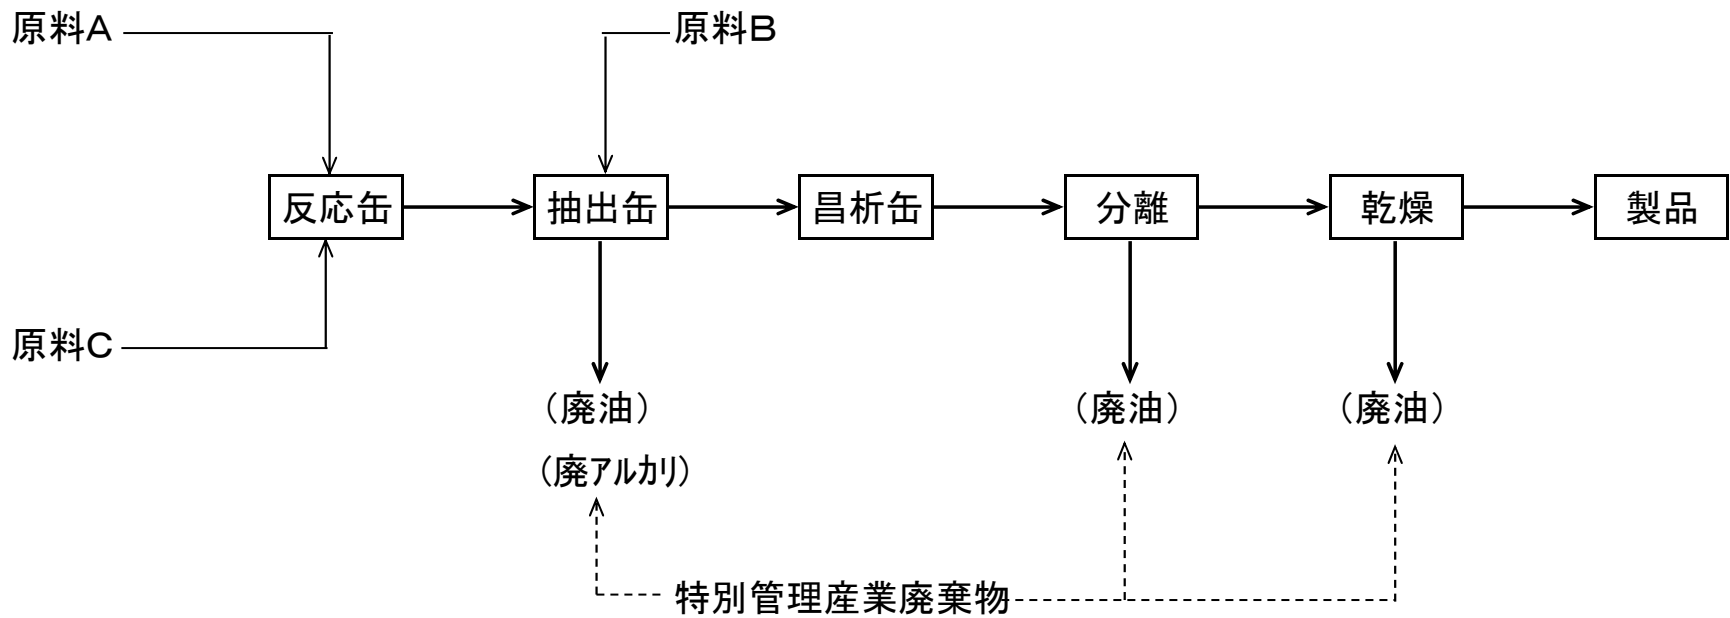 原料A
原料B
反応缶
抽出缶
昌析缶
分離
乾燥
製品
原料C
(廃油)
(廃アルカリ)
(廃油)
(廃油)
特別管理産業廃棄物